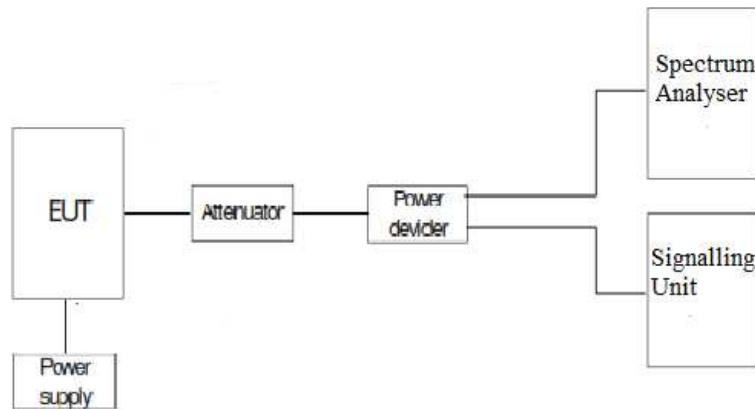 Spectrum
Analyser
EUT
Attenuator
Power
devider
Signalling
Unit
Power
supply